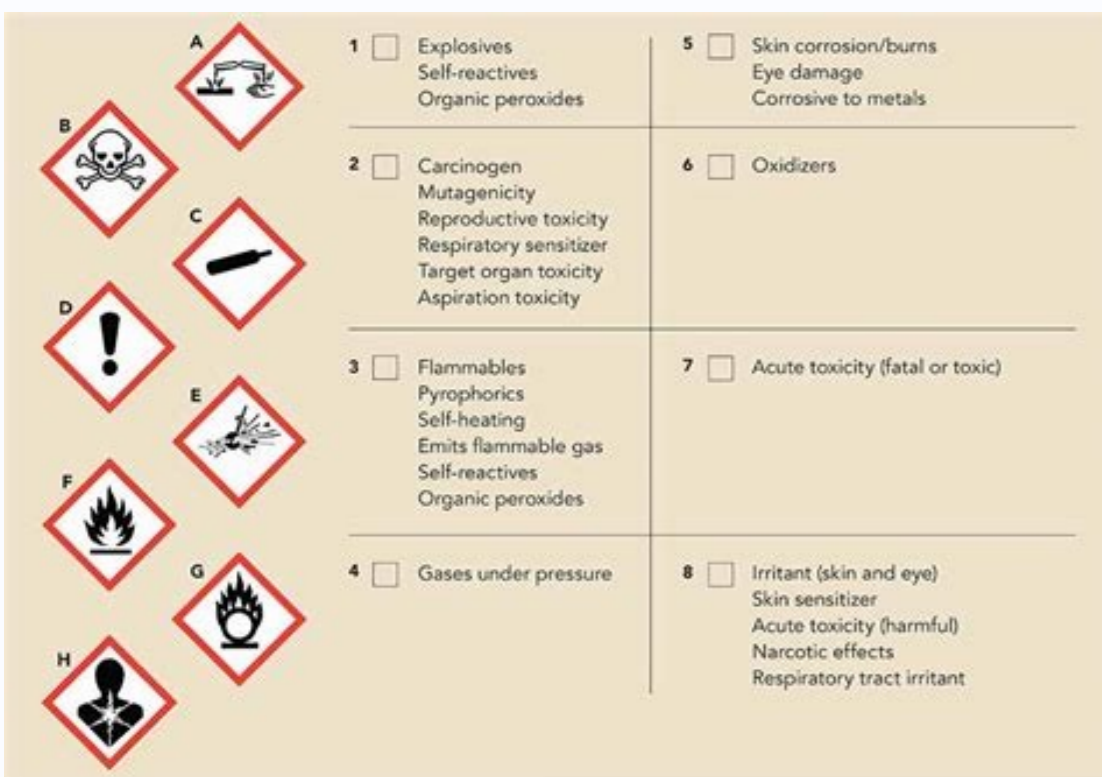 A
B
C
D
E
F
G
H
1 Explosives
Self-reactives
Organic peroxides
2 Carcinogen
Mutagenicity
Reproductive toxicity
Respiratory sensitizer
Target organ toxicity
Aspiration toxicity
3 Flammables
Pyrophorics
Self-heating
Emits flammable gas
Self-reactives
Organic peroxides
4 Gases under pressure
5 Skin corrosion/burns
Eye damage
Corrosive to metals
6 Oxidizers
7 Acute toxicity (fatal or toxic)
8 Irritant (skin and eye)
Skin sensitizer
Acute toxicity (harmful)
Narcotic effects
Respiratory tract irritant